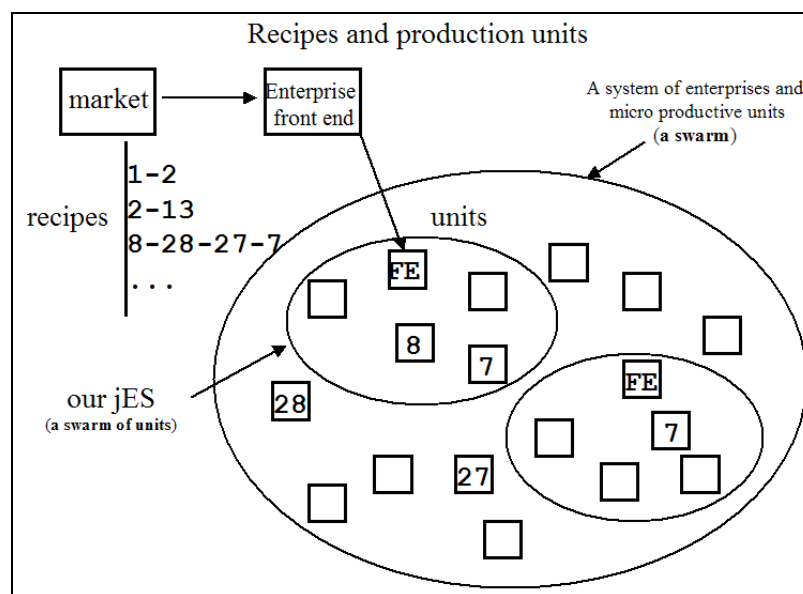 Recipes and production units
market
Enterprise
front end
A system of enterprises and
micro productive units
(a swarm)
recipes
1-2
2-13
8-28-27-7
...
units
FE
8
7
our jES
(a swarm of units)
28
FE
7
27